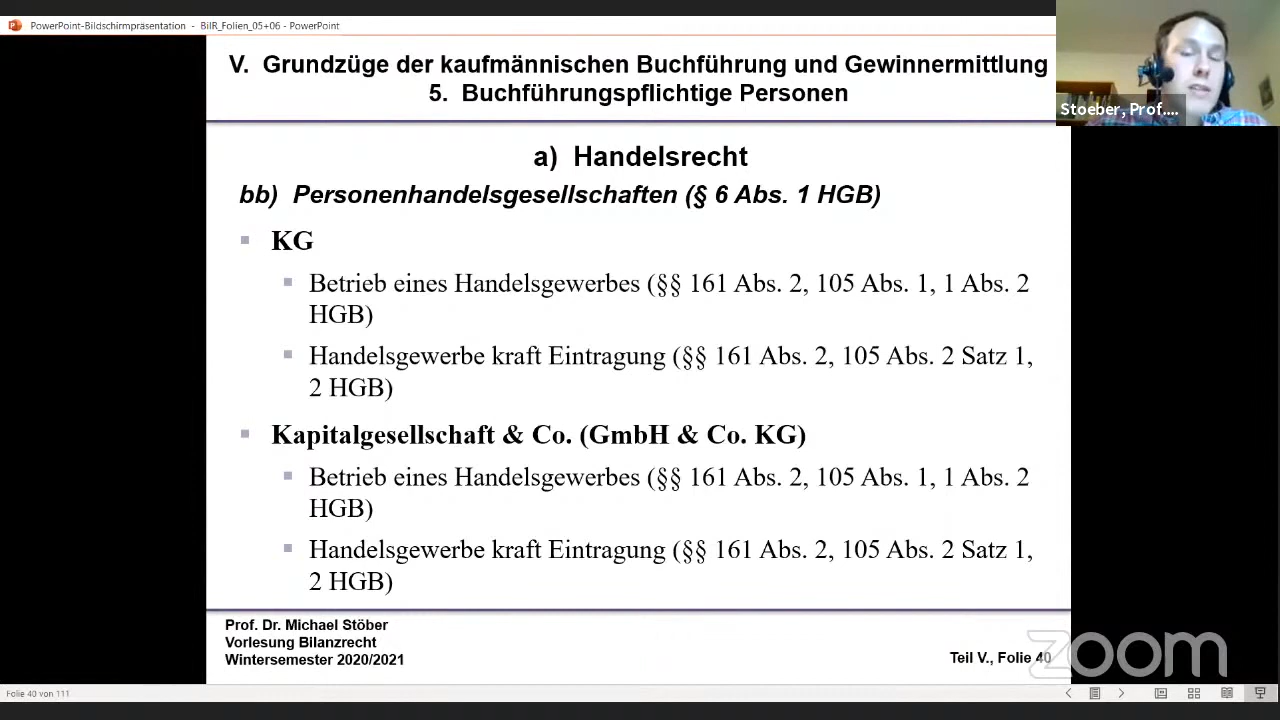 PowerPoint-Bildschirmpräsentation - BilR_Folien_05+06 - PowerPoint
V. Grundzüge der kaufmännischen Buchführung und Gewinnermittlung
5. Buchführungspflichtige Personen
Stoeber, Prof....
a) Handelsrecht
bb) Personenhandelsgesellschaften (§ 6 Abs. 1 HGB)
KG
Betrieb eines Handelsgewerbes (§§ 161 Abs. 2, 105 Abs. 1, 1 Abs. 2
HGB)
Handelsgewerbe kraft Eintragung (§§ 161 Abs. 2, 105 Abs. 2 Satz 1,
2 HGB)
Kapitalgesellschaft & Co. (GmbH & Co. KG)
Betrieb eines Handelsgewerbes (§§ 161 Abs. 2, 105 Abs. 1, 1 Abs. 2
HGB)
Handelsgewerbe kraft Eintragung (§§ 161 Abs. 2, 105 Abs. 2 Satz 1,
2 HGB)
Prof. Dr. Michael Stöber
Vorlesung Bilanzrecht
Wintersemester 2020/2021
Teil V., Folie 40
zoom
Folie 40 von 111